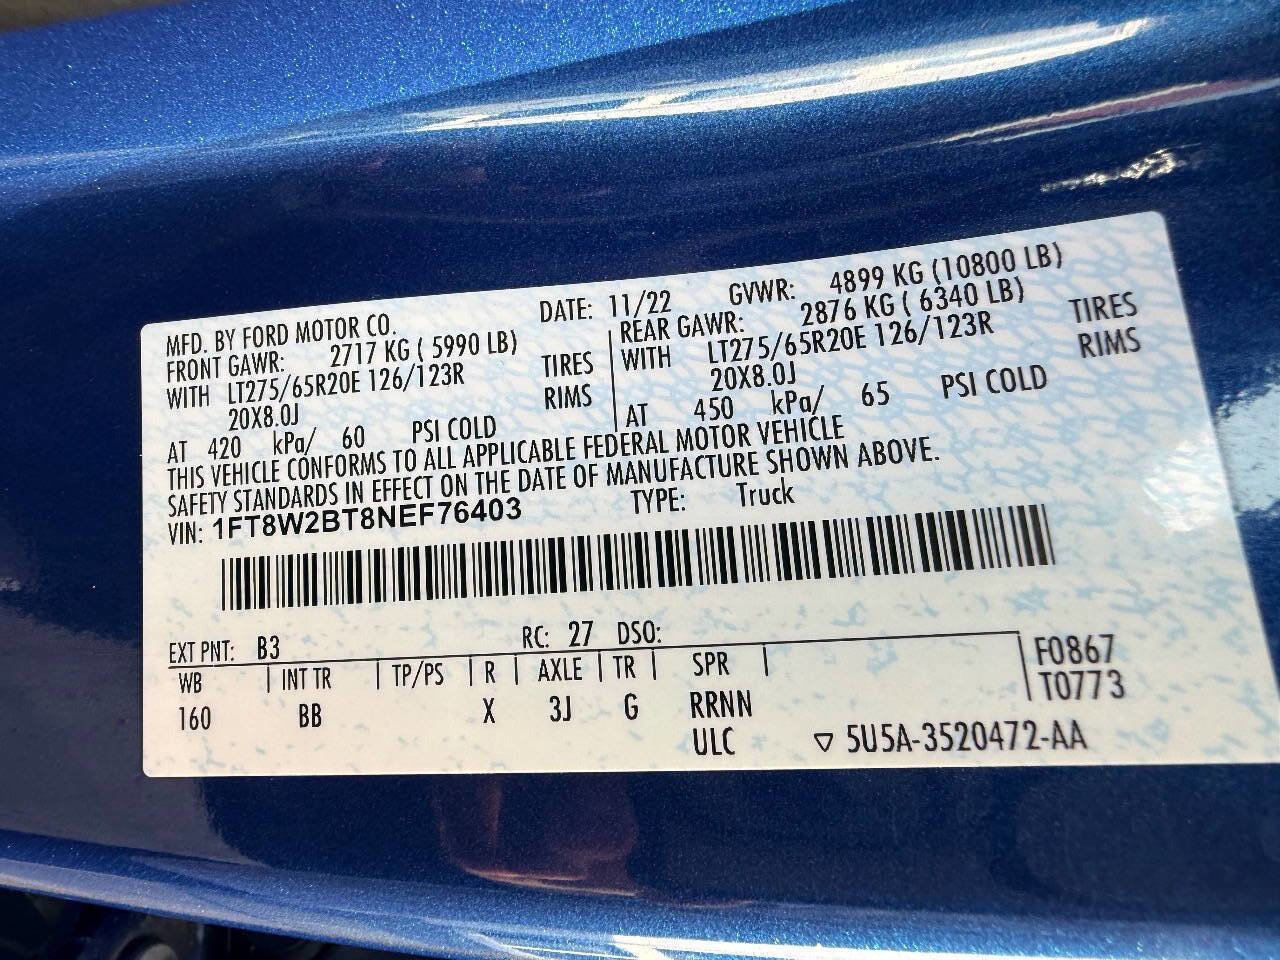 MFD. BY FORD MOTOR CO.
DATE: 11/22 GVWR: 4899 KG (10800 LB)
FRONT GAWR: 2717 KG ( 5990 LB)
WITH LT275/65R20E 126/123R TIRES
20X8.0J RIMS
AT 420 kPa/ 60 PSI COLD
REAR GAWR: 2876 KG ( 6340 LB)
WITH LT275/65R20E 126/123R TIRES
20X8.0J RIMS
AT 450 kPa/ 65 PSI COLD
THIS VEHICLE CONFORMS TO ALL APPLICABLE FEDERAL MOTOR VEHICLE
SAFETY STANDARDS IN EFFECT ON THE DATE OF MANUFACTURE SHOWN ABOVE.
VIN: 1FT8W2BT8NEF76403 TYPE: Truck
EXT PNT: B3 RC: 27 DSO:
WB INT TR TP/PS R AXLE TR SPR
160 BB X 3J G RRNN
ULC
F0867
T0773
▽ 5U5A-3520472-AA